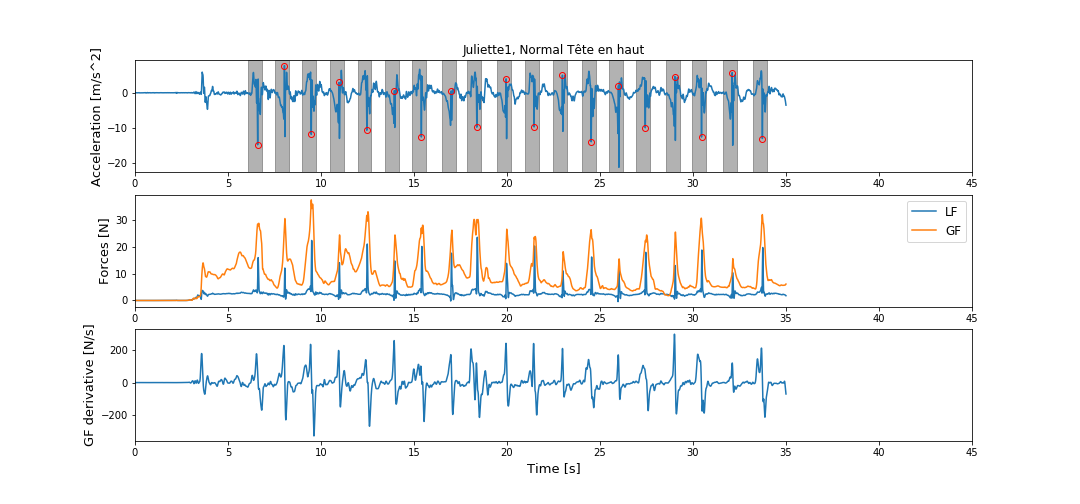 Juliette1, Normal Tête en haut
Acceleration [m/s^2]
0
−10
−20
0 5 10 15 20 25 30 35 40 45
Forces [N]
30
20
10
0
LF
GF
0 5 10 15 20 25 30 35 40 45
GF derivative [N/s]
200
0
−200
0 5 10 15 20 25 30 35 40 45
Time [s]